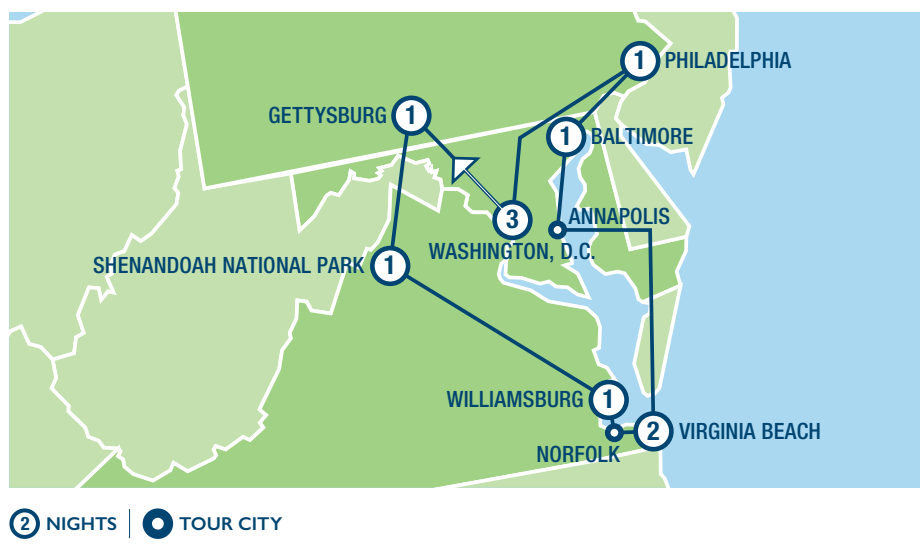 1 PHILADELPHIA
GETTYSBURG 1
1 BALTIMORE
3
ANNAPOLIS
WASHINGTON, D.C.
SHENANDOAH NATIONAL PARK 1
WILLIAMSBURG 1
2 VIRGINIA BEACH
NORFOLK
2 NIGHTS
TOUR CITY